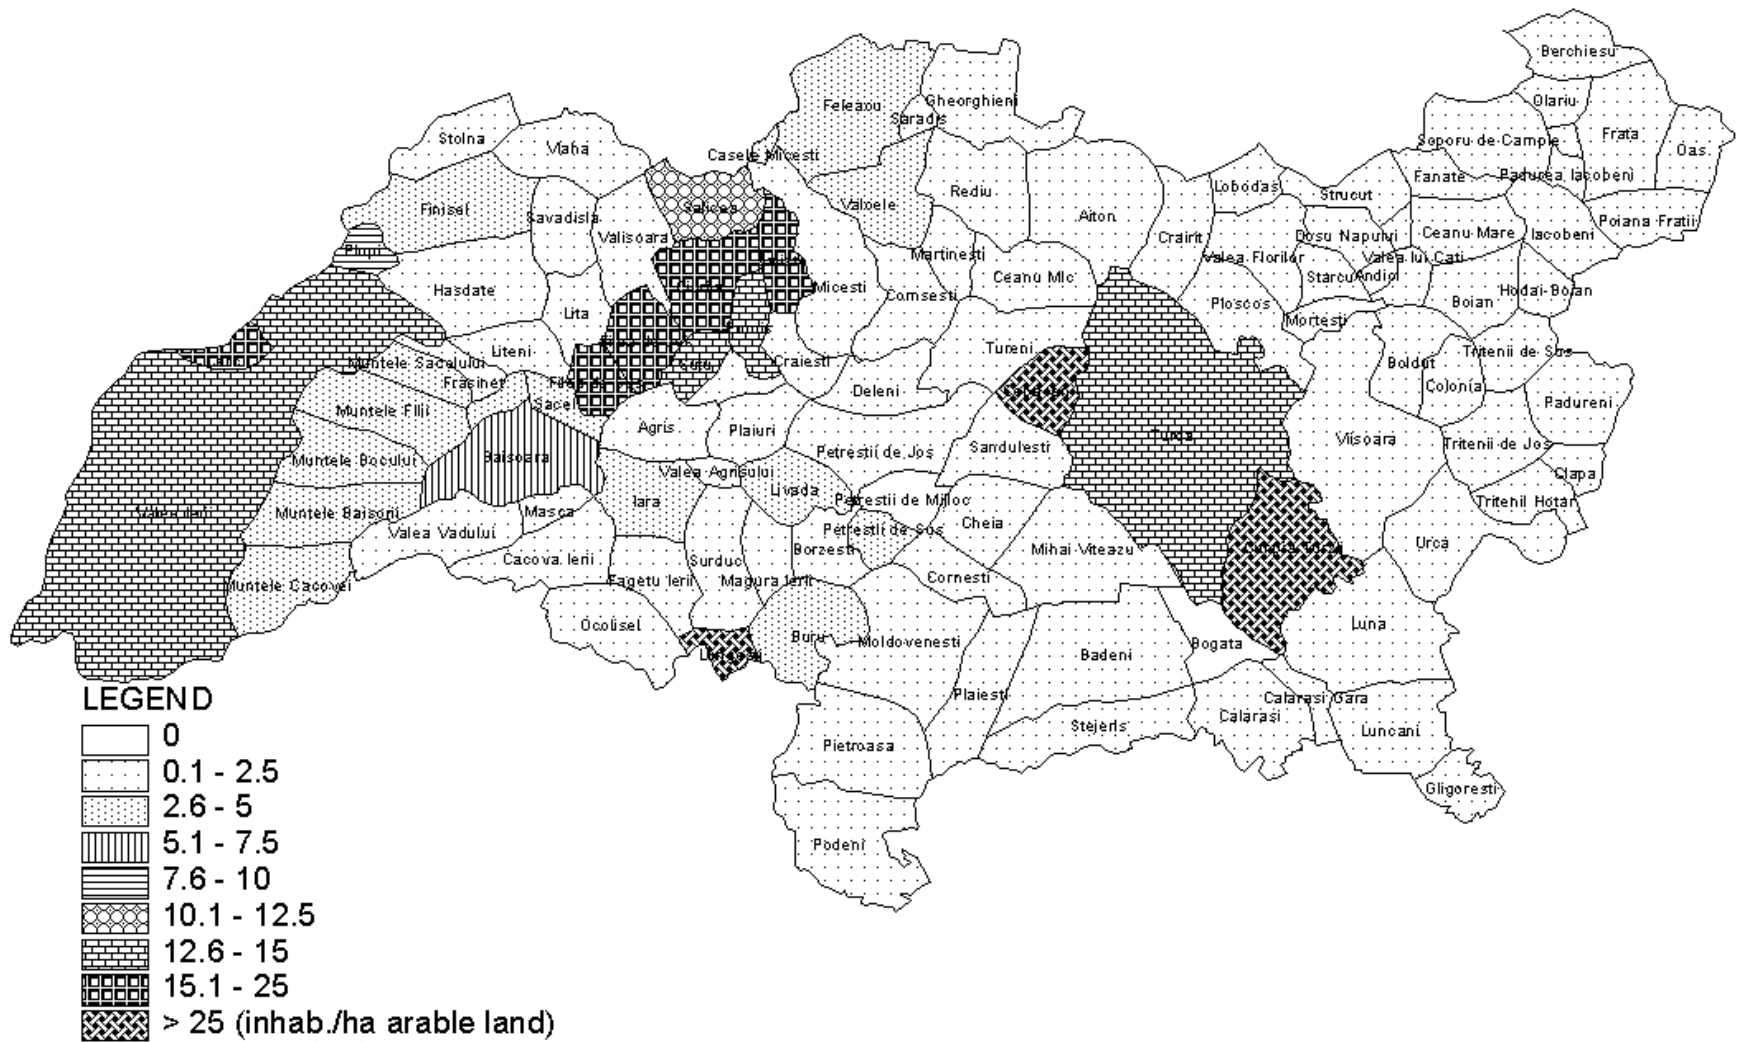 Berchiesu
Feleacu
Gheorghieni
Olariu
Saradis
Stolna
Vlaha
Frata
Soporu de Campie
Oas
Casele Micesti
Fanate
Padurea Iacobeni
Rediu
Lobodas
Strucut
Salicea
Valcele
Finisel
Savadisla
Aiton
Poiana Fratii
Valisoara
Crairit
Dosu Napului
Ceanu Mare
Iacobeni
Plopi
Martinesti
Valea Florilor
Valea lui Cati
Ceanu Mic
Starcu
Andici
Hasdate
Micesti
Comsesti
Ploscos
Boian
Hodai-Boian
Lita
Mortesti
Liteni
Sutu
Craiesti
Tureni
Tritenii de Sus
Muntele Sacelului
Boldut
Frasinet
Colonia
Deleni
Sacel
Padureni
Muntele Filii
Agris
Plaiuri
Turda
Viisoara
Tritenii de Jos
Petrestii de Jos
Sandulesti
Baisoara
Muntele Bocului
Valea Agrisului
Clapa
Livada
Iara
Petrestii de Mijloc
Tritenii Hotar
Valea Ierii
Muntele Baisorii
Masca
Cheia
Petrestii de Sus
Valea Vadului
Urca
Borzesti
Mihai Viteazu
Cacova Ierii
Surduc
Fagetu Ierii
Magura Ierii
Cornesti
Muntele Cacovei
Ocolisel
Buru
Luna
Moldovenesti
Bogata
Badeni
Plaiesti
Calarasi Gara
Calarasi
Stejeris
Luncani
Pietroasa
Gligoresti
Podeni
LEGEND
0
0.1 - 2.5
2.6 - 5
5.1 - 7.5
7.6 - 10
10.1 - 12.5
12.6 - 15
15.1 - 25
> 25 (inhab./ha arable land)